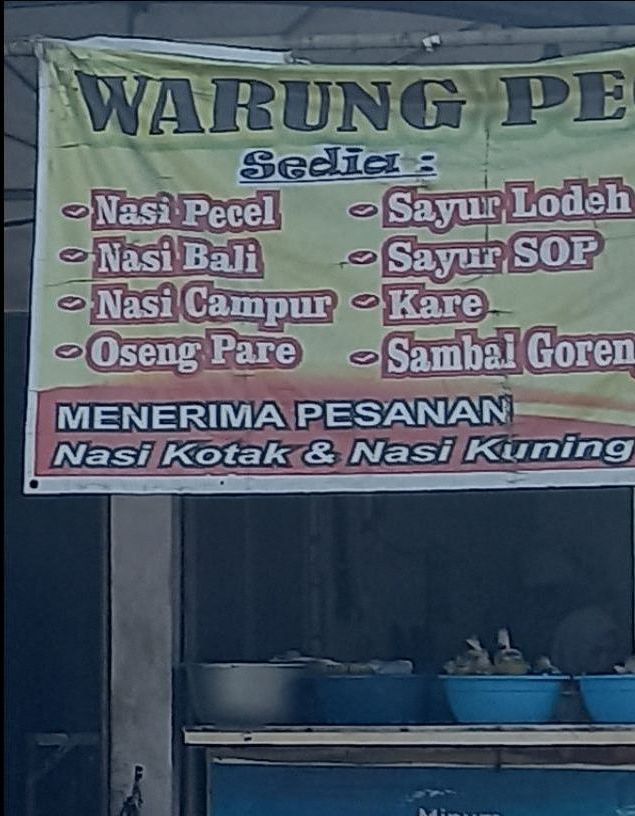 WARUNG PE
Sedia :
Nasi Pecel
Nasi Bali
Nasi Campur
Oseng Pare
Sayur Lodeh
Sayur SOP
Kare
Sambal Goren
MENERIMA PESANAN
Nasi Kotak & Nasi Kuning
Minum